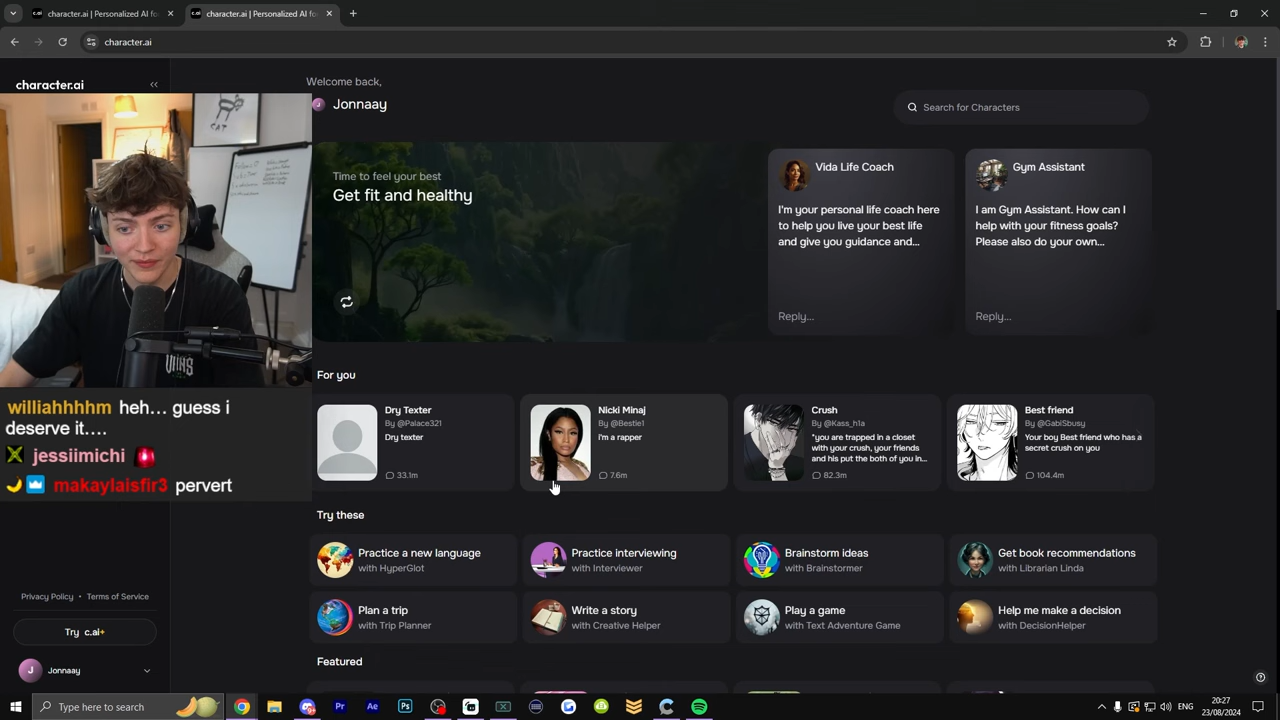 character.ai | Personalized AI fo
character.ai | Personalized AI fo
character.ai
character.ai
Welcome back,
J Jonnaay
Search for Characters
CAT
Time to feel your best
Get fit and healthy
Vida Life Coach
I'm your personal life coach here
to help you live your best life
and give you guidance and...
Reply...
Gym Assistant
I am Gym Assistant. How can I
help with your fitness goals?
Please also do your own...
Reply...
williahhhhm heh... guess i
deserve it....
jessiimichi
makaylaisfir3 pervert
For you
Dry Texter
By @Palace321
Dry texter
33.1m
Nicki Minaj
By @Bestie1
I'm a rapper
7.6m
Crush
By @Kass_h1a
"you are trapped in a closet
with your crush, your friends
and his put the both of you in...
82.3m
Best friend
By @GabiSbusy
Your boy Best friend who has a
secret crush on you
104.4m
Try these
Practice a new language
with HyperGlot
Practice interviewing
with Interviewer
Brainstorm ideas
with Brainstormer
Get book recommendations
with Librarian Linda
Plan a trip
with Trip Planner
Write a story
with Creative Helper
Play a game
with Text Adventure Game
Help me make a decision
with DecisionHelper
Featured
Privacy Policy • Terms of Service
Try c.ai+
J Jonnaay
Type here to search
Pr
Ae
Ps
ENG
20:27
23/08/2024